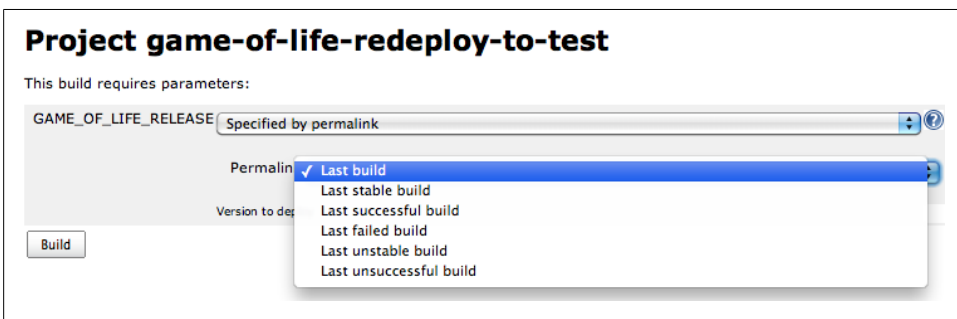 Project game-of-life-redeploy-to-test
This build requires parameters:
GAME_OF_LIFE_RELEASE Specified by permalink
Permalin
✓ Last build
Last stable build
Last successful build
Last failed build
Last unstable build
Last unsuccessful build
Version to
Build